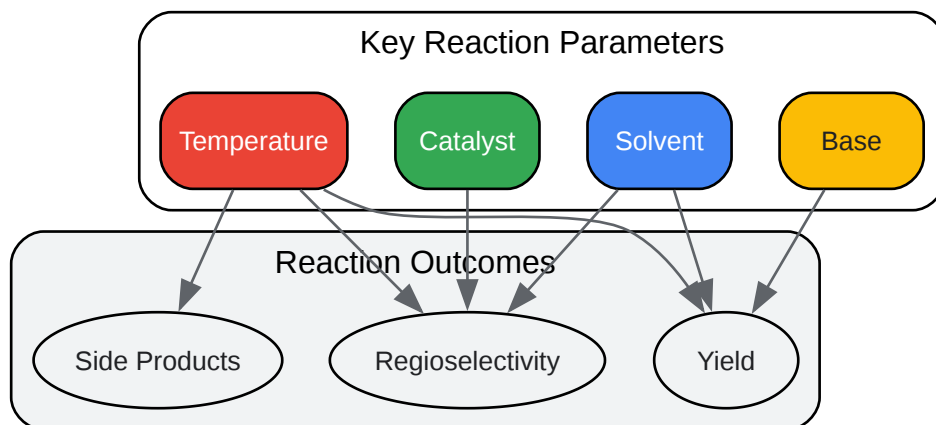 Key Reaction Parameters
Temperature
Catalyst
Solvent
Base
Reaction Outcomes
Side Products
Regioselectivity
Yield